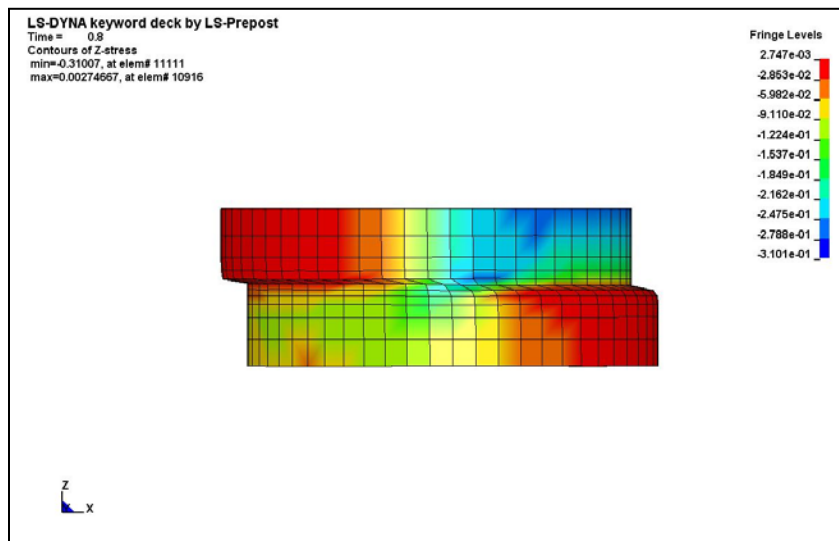 LS-DYNA keyword deck by LS-Prepost
Time =      0.8
Contours of Z-stress
min=-0.31007, at elem# 11111
max=0.00274667, at elem# 10916
Fringe Levels
2.747e-03
-2.853e-02
-5.982e-02
-9.110e-02
-1.224e-01
-1.537e-01
-1.849e-01
-2.162e-01
-2.475e-01
-2.788e-01
-3.101e-01
Z
X